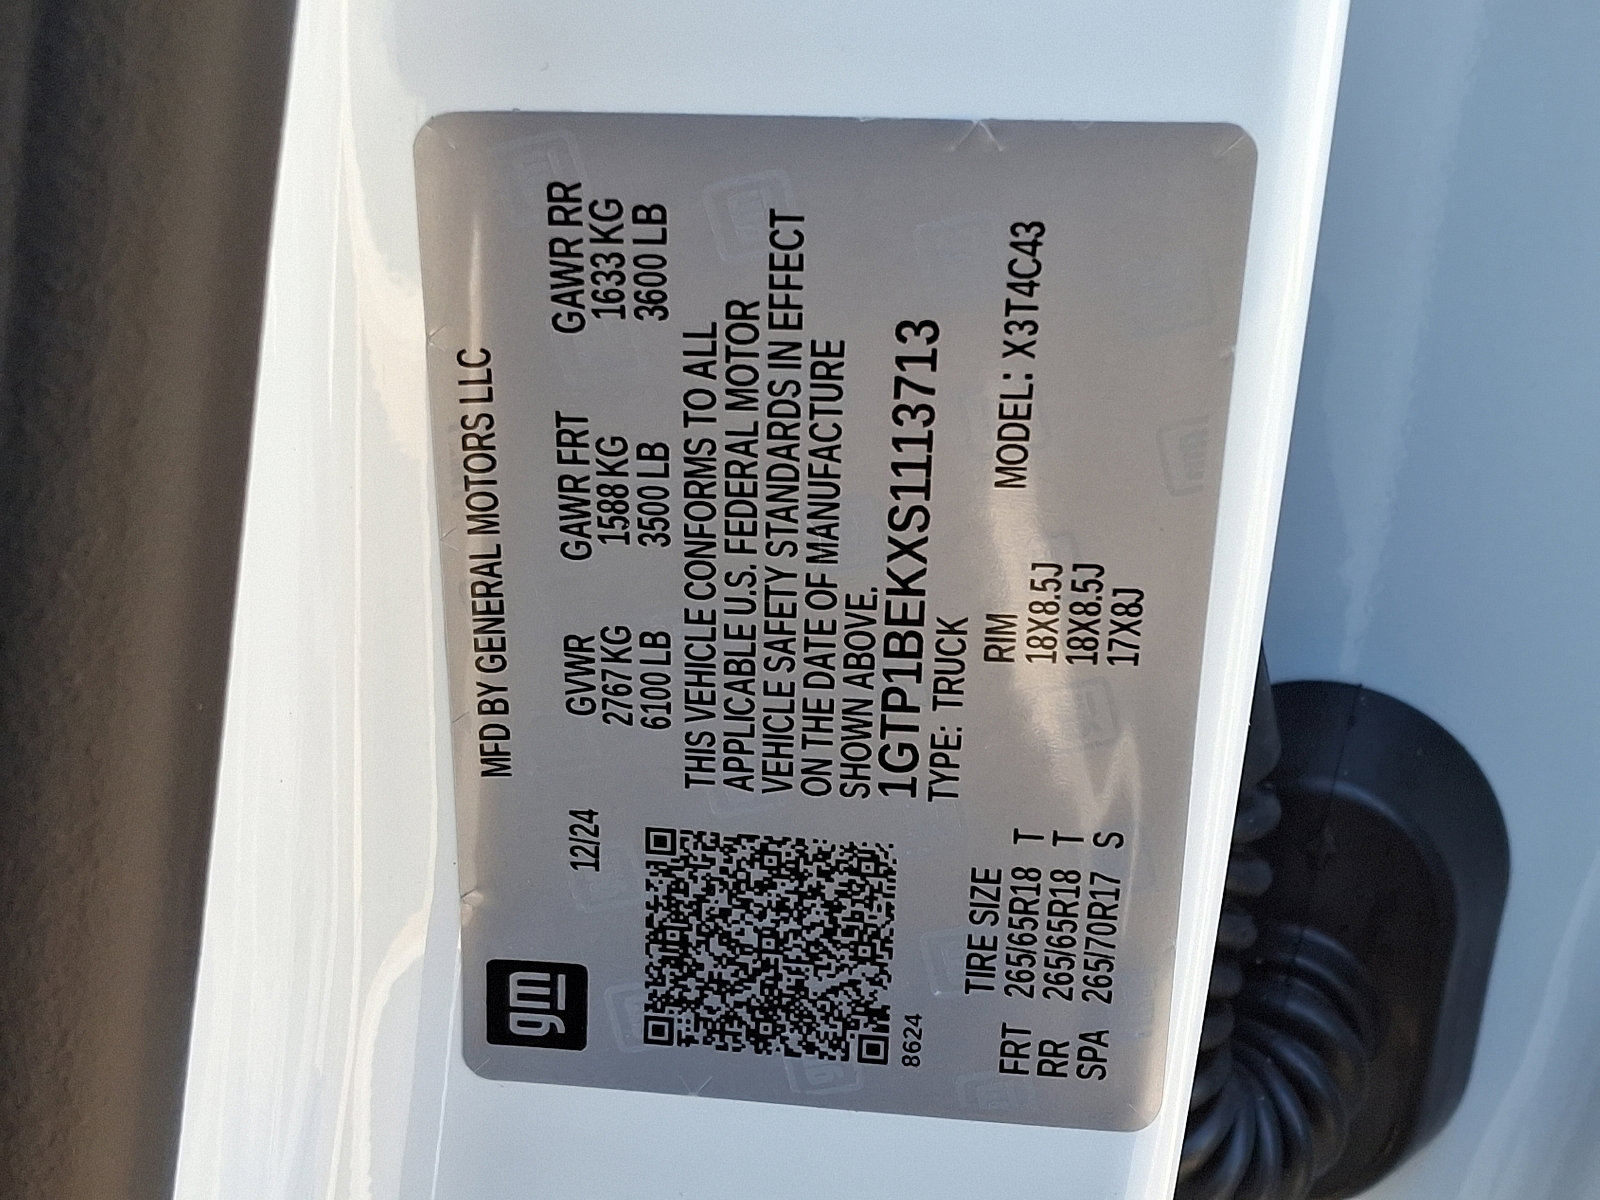 gm
MFD BY GENERAL MOTORS LLC
12/24
GVWR GAWR FRT GAWR RR
2767 KG 1588 KG 1633 KG
6100 LB 3500 LB 3600 LB
THIS VEHICLE CONFORMS TO ALL
APPLICABLE U.S. FEDERAL MOTOR
VEHICLE SAFETY STANDARDS IN EFFECT
ON THE DATE OF MANUFACTURE
SHOWN ABOVE.
1GTP1BEKXS1113713
8624
TYPE: TRUCK MODEL: X3T4C43
TIRE SIZE RIM
FRT 265/65R18 T 18X8.5J
RR 265/65R18 T 18X8.5J
SPA 265/70R17 S 17X8J